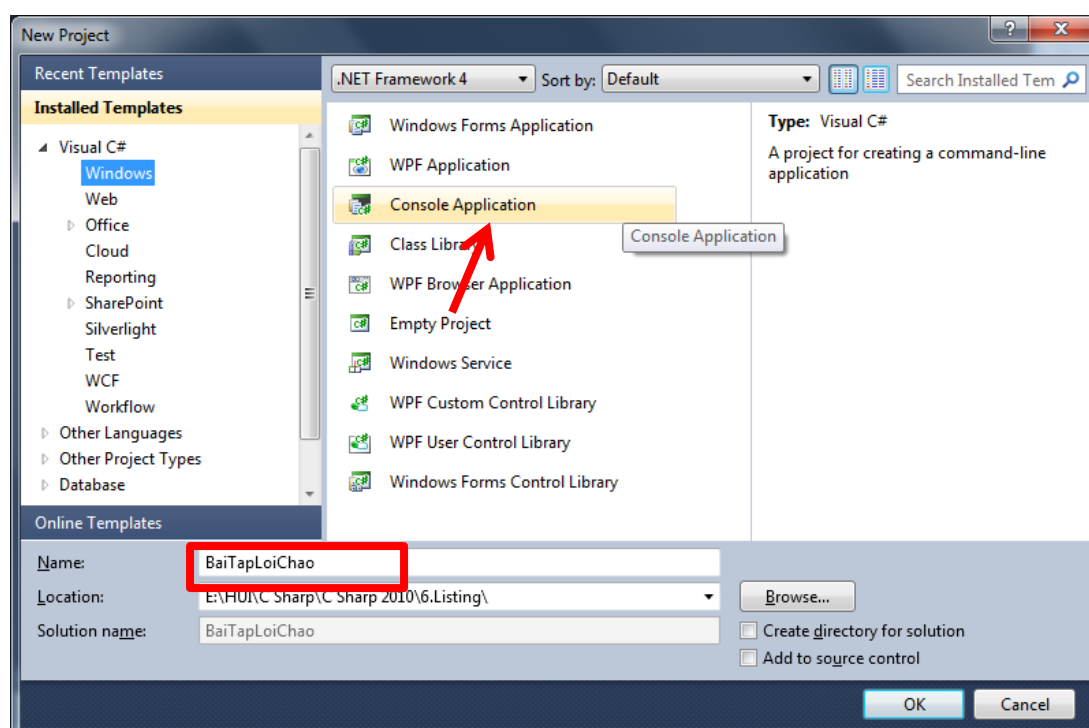 New Project
Recent Templates
Installed Templates
Visual C#
Windows
Web
Office
Cloud
Reporting
SharePoint
Silverlight
Test
WCF
Workflow
Other Languages
Other Project Types
Database
Online Templates
.NET Framework 4
Sort by: Default
Search Installed Tem
Windows Forms Application
WPF Application
Console Application
Console Application
Class Library
WPF Browser Application
Empty Project
Windows Service
WPF Custom Control Library
WPF User Control Library
Windows Forms Control Library
Type: Visual C#
A project for creating a command-line
application
Name: BaiTapLoiChao
Location: E:\HUI\C Sharp\C Sharp 2010\6.Listing\
Browse...
Solution name: BaiTapLoiChao
Create directory for solution
Add to source control
OK Cancel